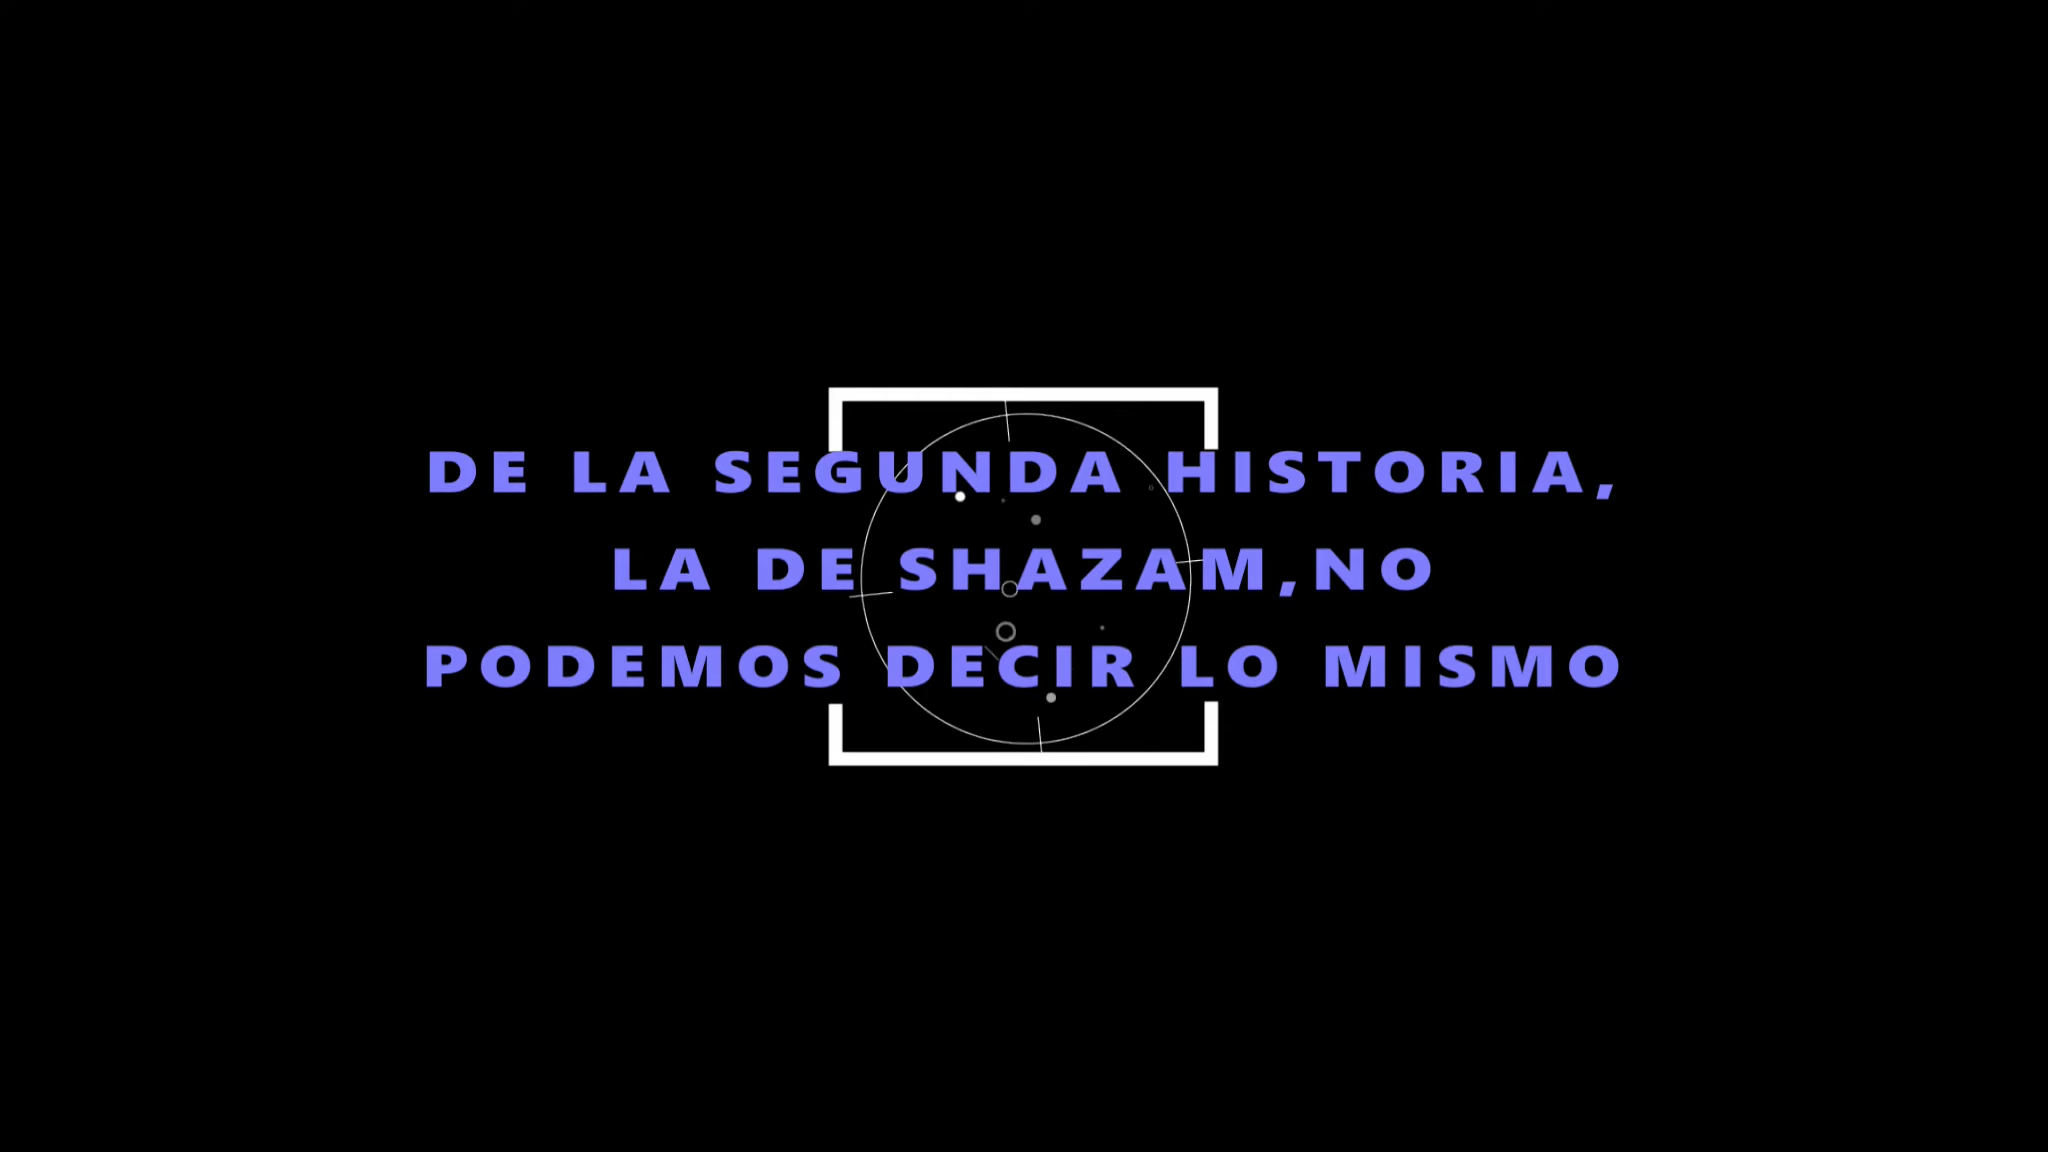 DE LA SEGUNDA HISTORIA,
LA DE SHAZAM,NO
PODEMOS DECIR LO MISMO